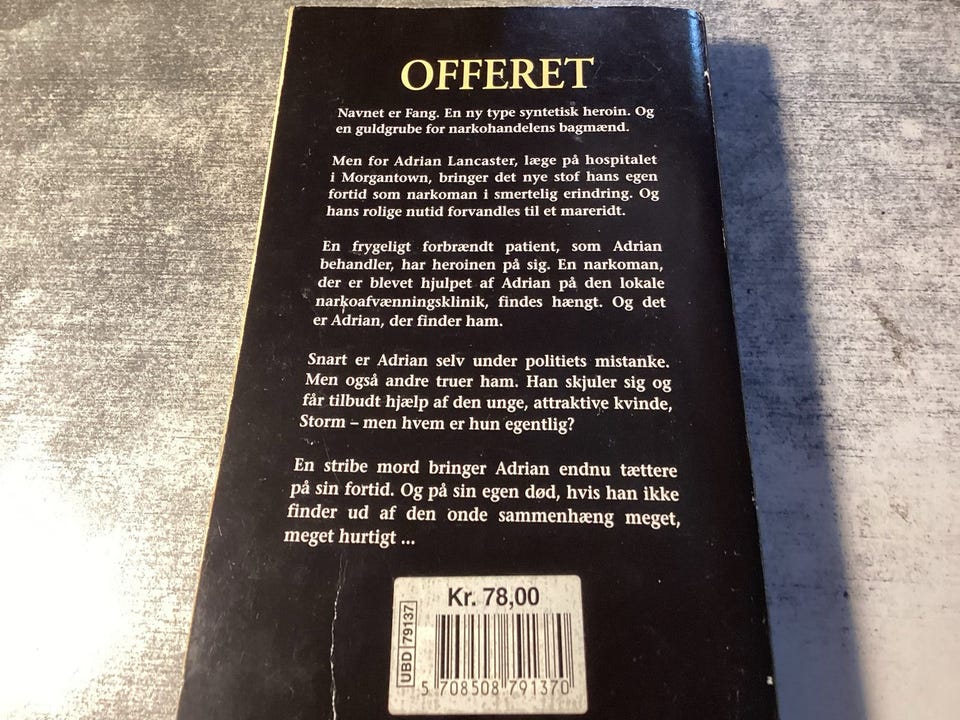 OFFERET
Navnet er Fang. En ny type syntetisk heroin. Og
en guldgrube for narkohandelens bagmænd.
Men for Adrian Lancaster, læge på hospitalet
i Morgantown, bringer det nye stof hans egen
fortid som narkoman i smertelig erindring. Og
hans rolige nutid forvandles til et mareridt.
En frygeligt forbrændt patient, som Adrian
behandler, har heroinen på sig. En narkoman,
der er blevet hjulpet af Adrian på den lokale
narkoafvænningsklinik, findes hængt. Og det
er Adrian, der finder ham.
Snart er Adrian selv under politiets mistanke.
Men også andre truer ham. Han skjuler sig og
får tilbudt hjælp af den unge, attraktive kvinde,
Storm – men hvem er hun egentlig?
En stribe mord bringer Adrian endnu tættere
på sin fortid. Og på sin egen død, hvis han ikke
finder ud af den onde sammenhæng meget,
meget hurtigt ...
Kr. 78,00
UBD 79137
5 708508 791370